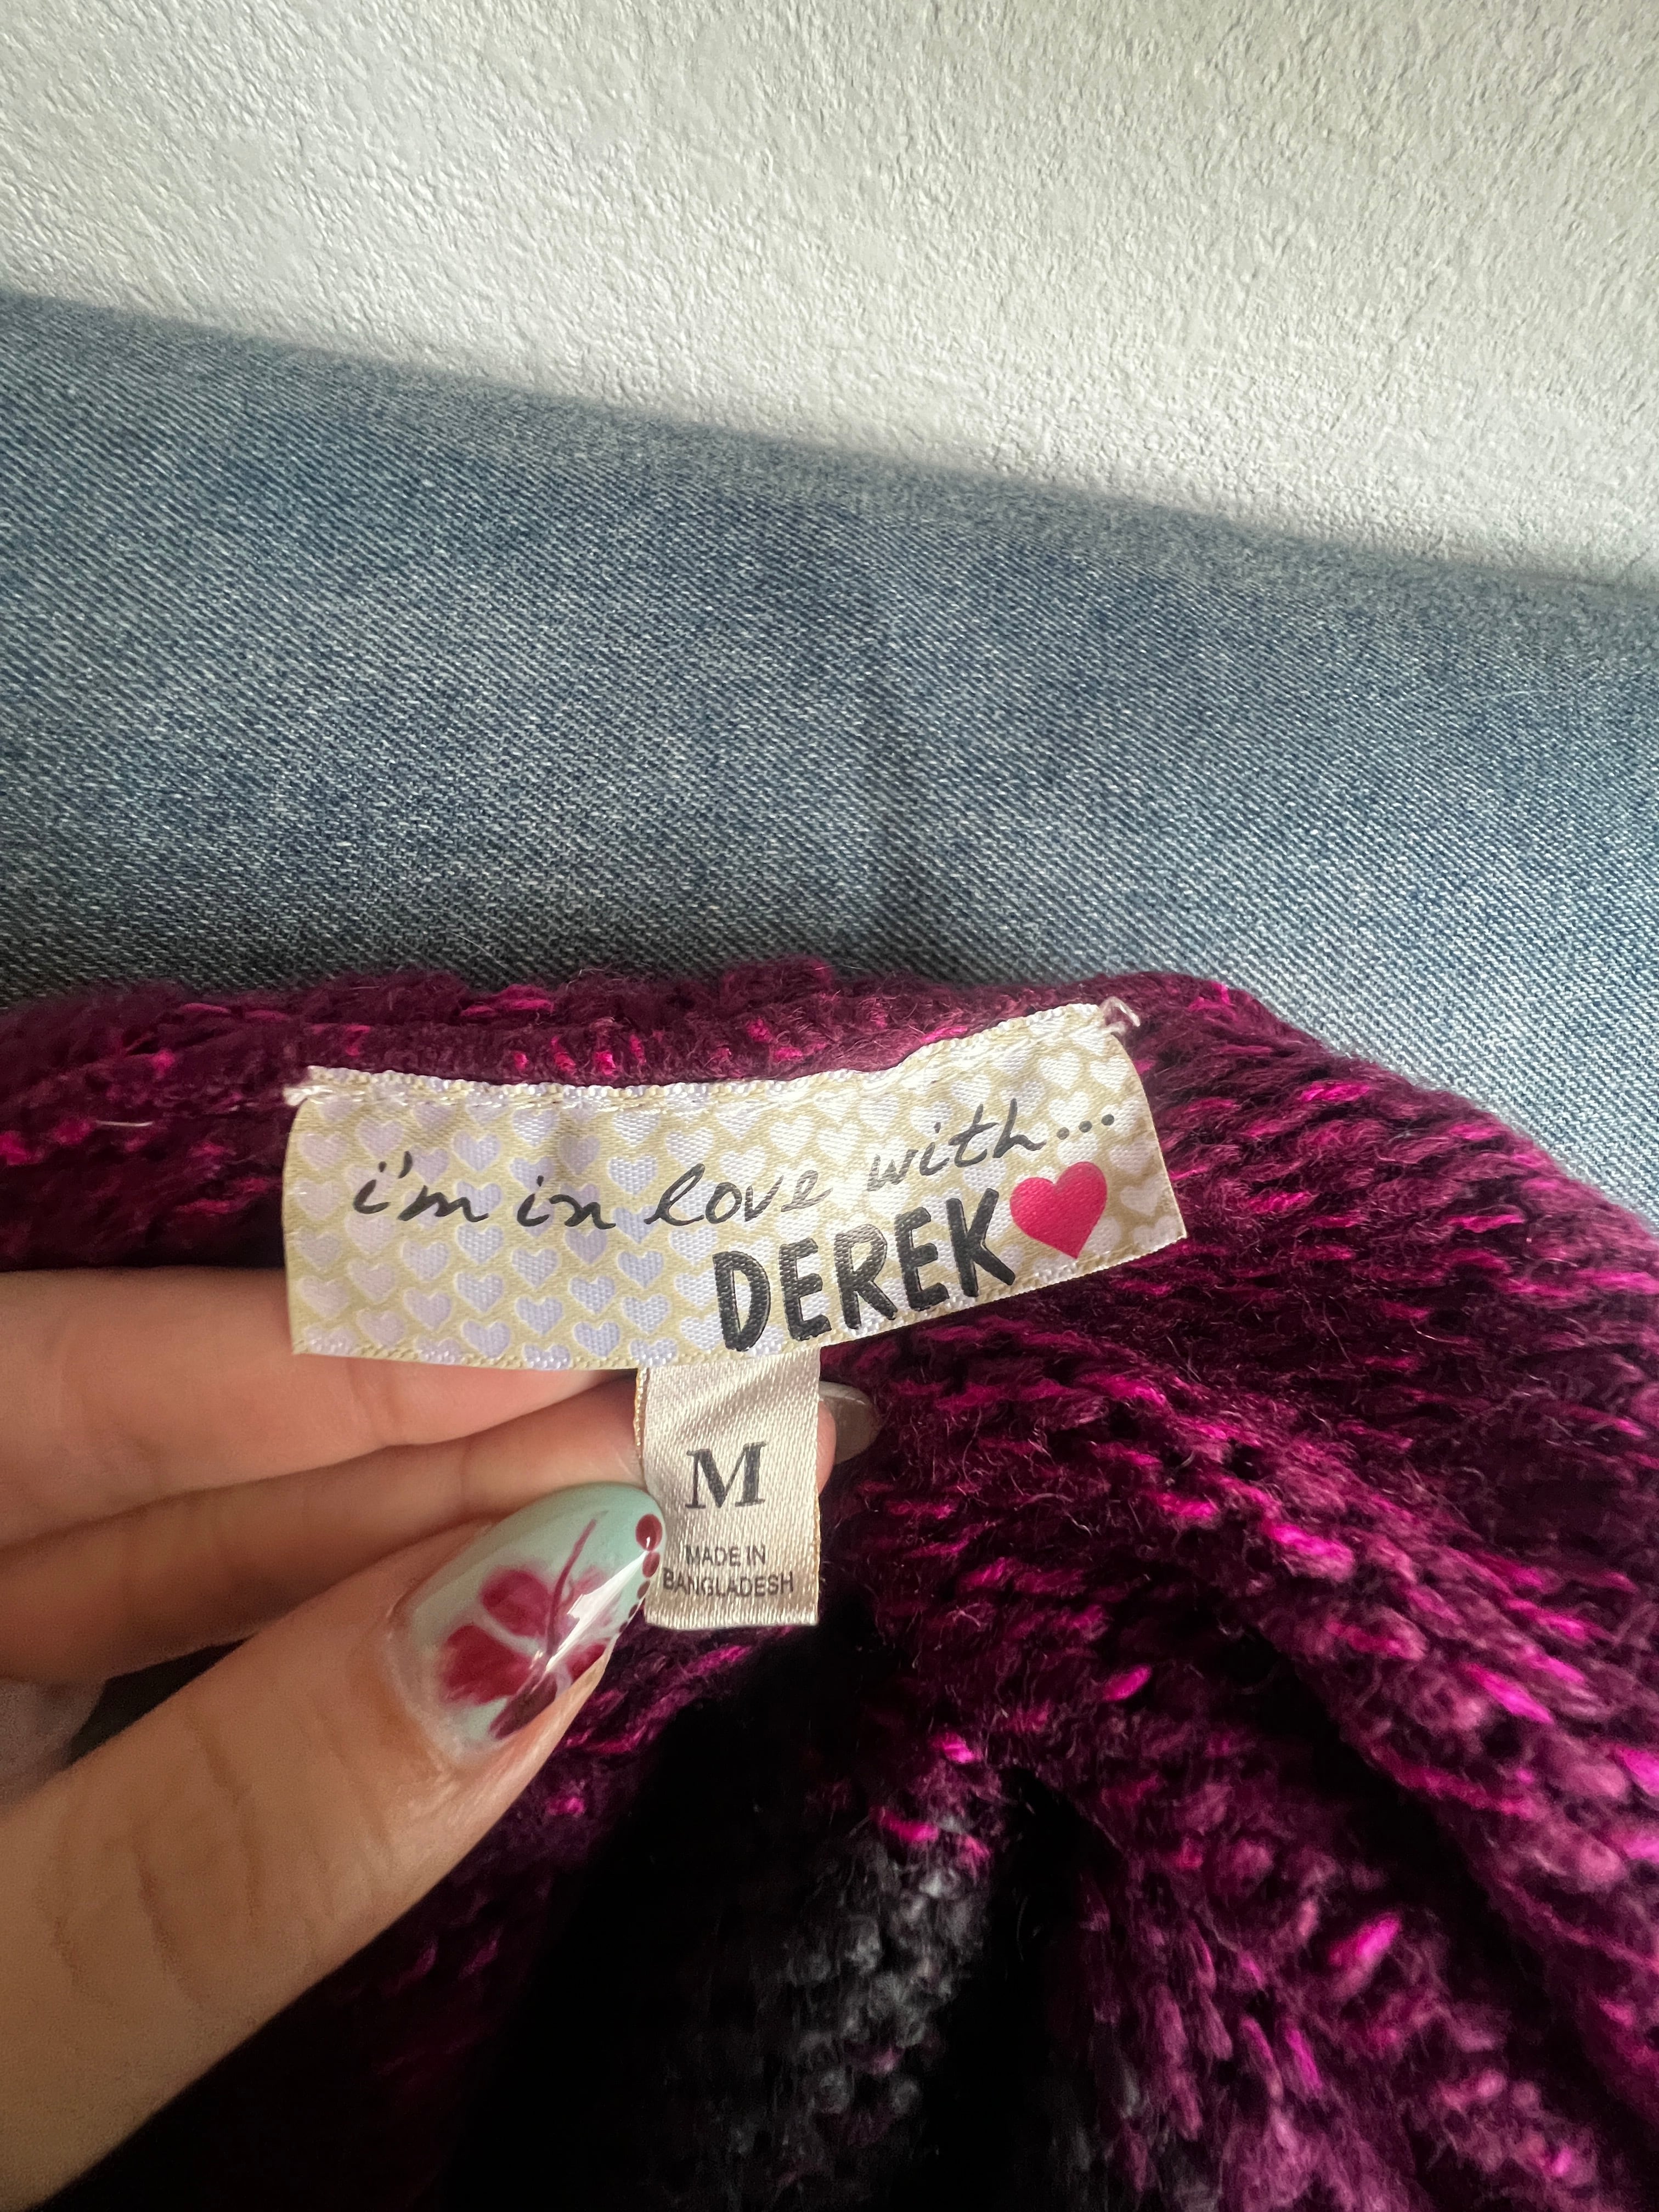 i'm in love with...
DEREK
M
MADE IN
BANGLADESH